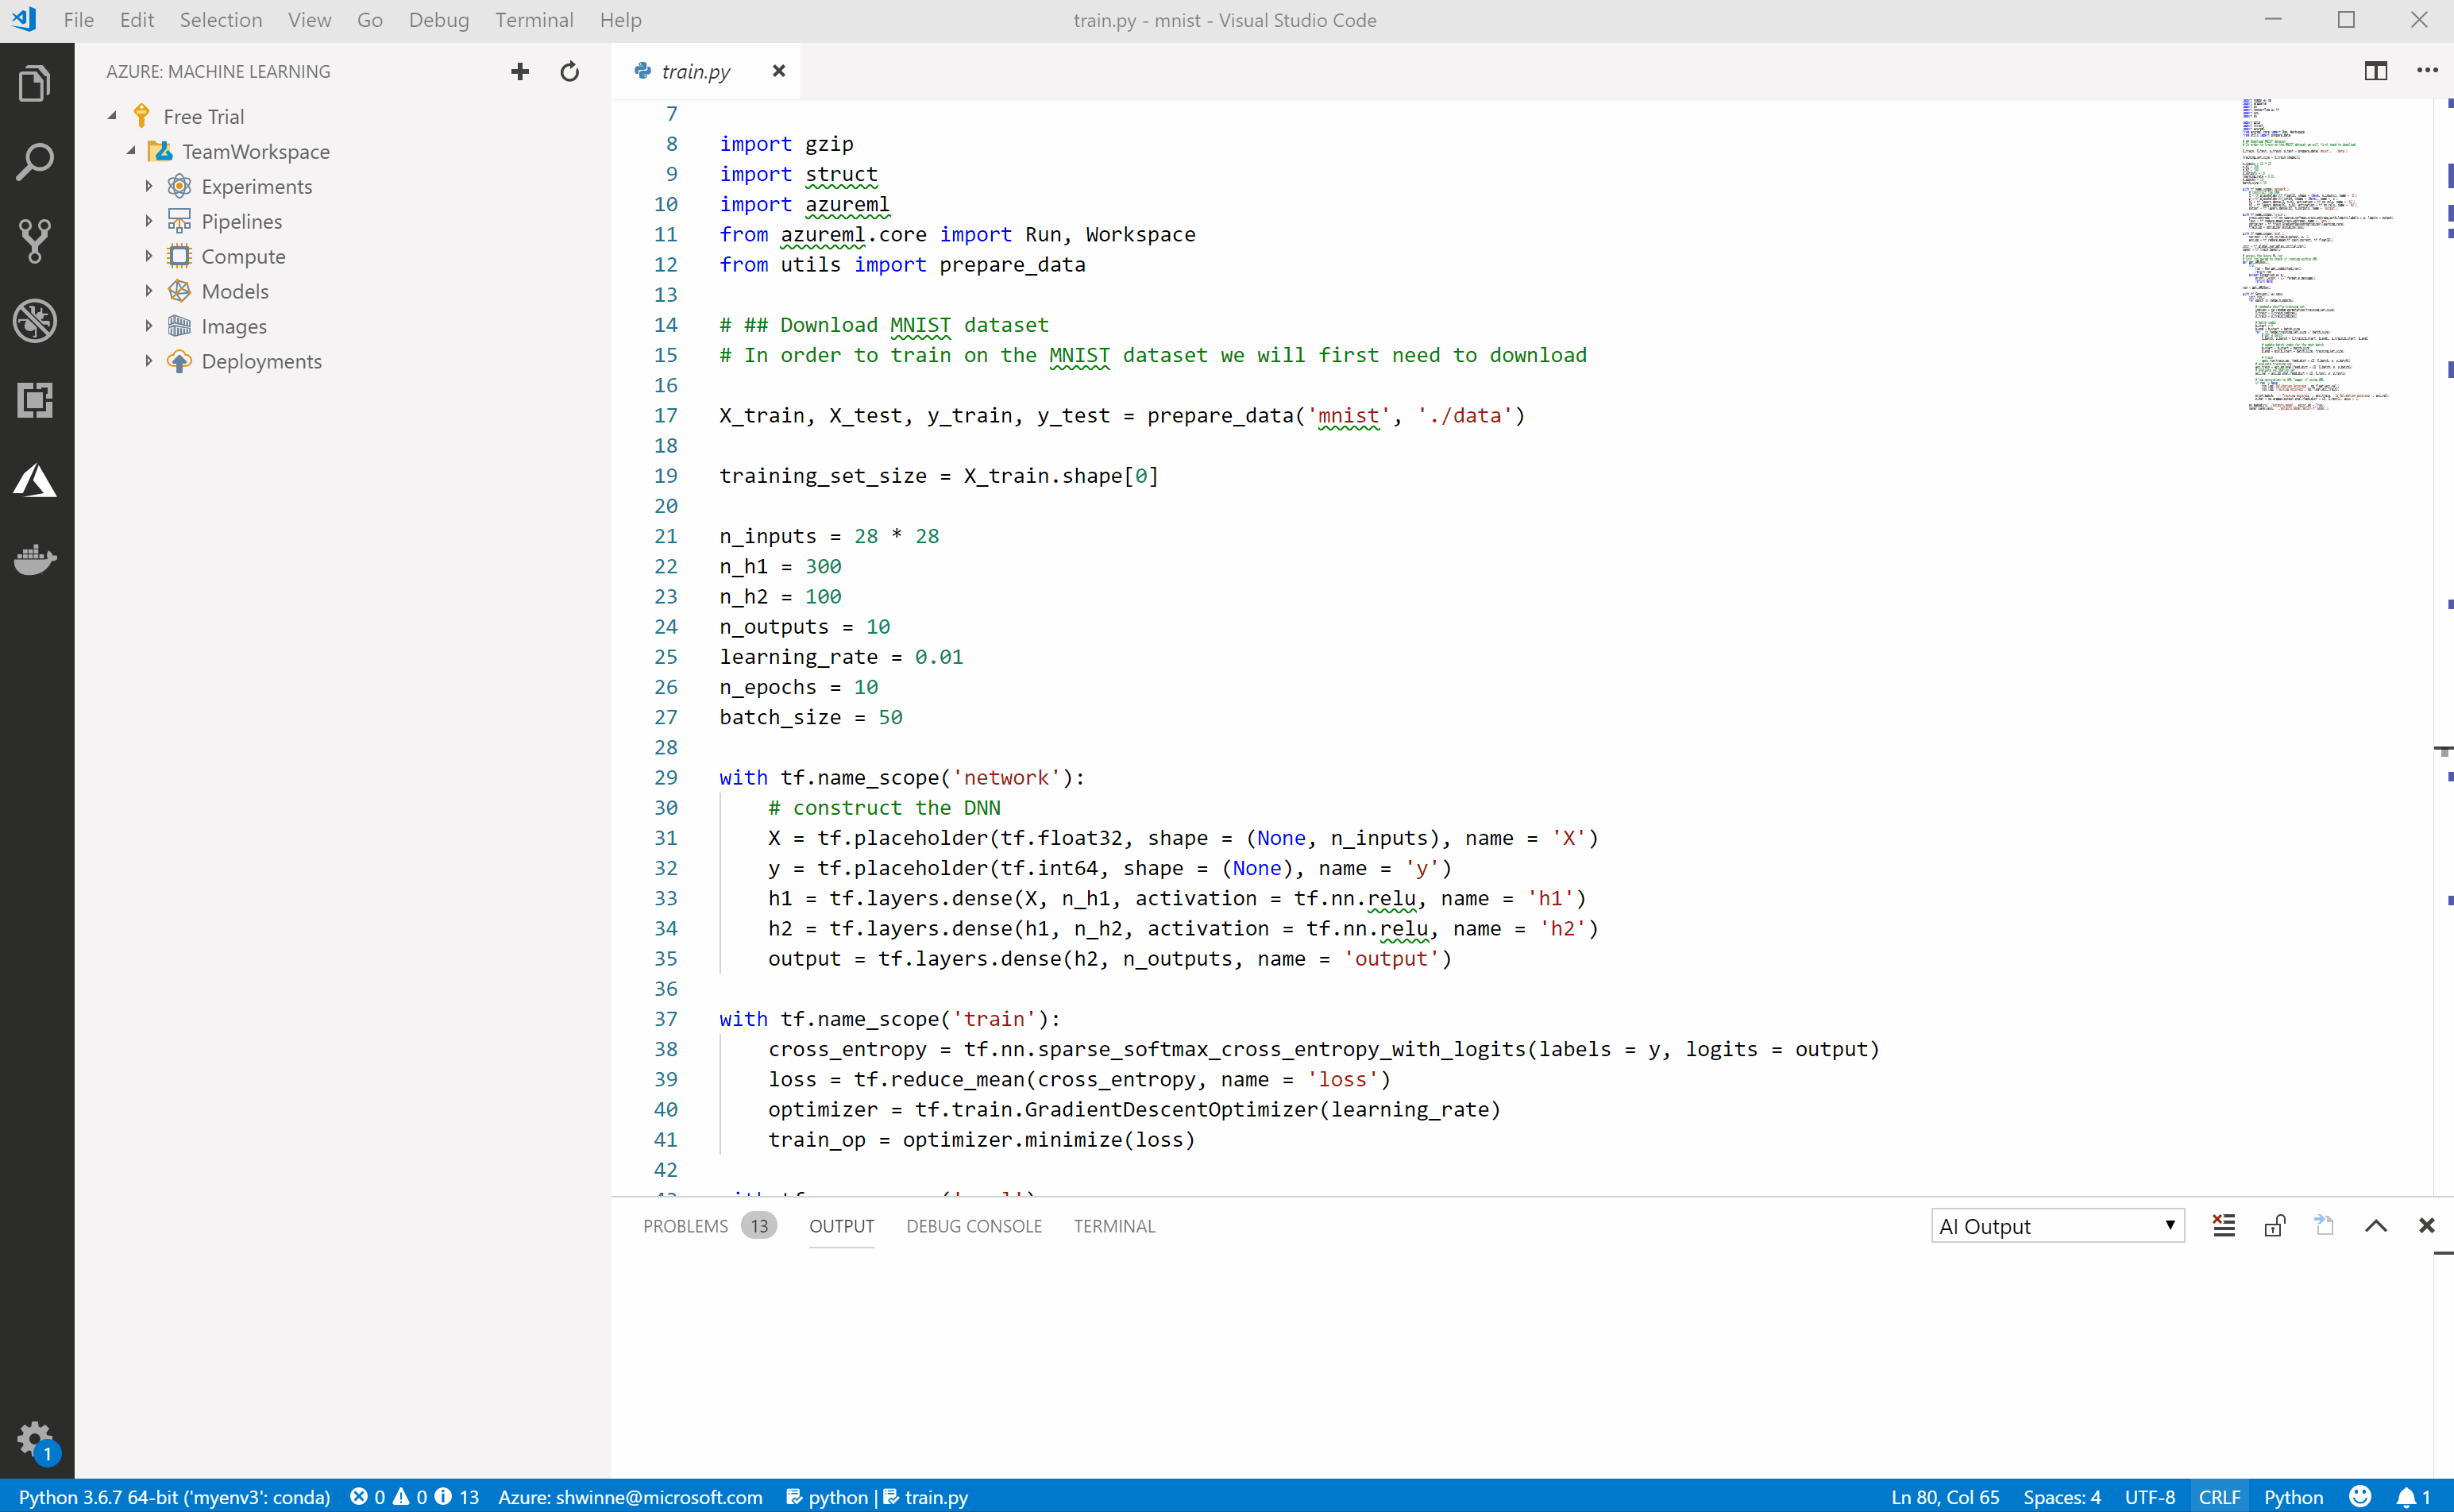 File Edit Selection View Go Debug Terminal Help
train.py - mnist - Visual Studio Code
AZURE: MACHINE LEARNING
Free Trial
TeamWorkspace
Experiments
Pipelines
Compute
Models
Images
Deployments
train.py
7
8 import gzip
9 import struct
10 import azureml
11 from azureml.core import Run, Workspace
12 from utils import prepare_data
13
14 # ## Download MNIST dataset
15 # In order to train on the MNIST dataset we will first need to download
16
17 X_train, X_test, y_train, y_test = prepare_data('mnist', './data')
18
19 training_set_size = X_train.shape[0]
20
21 n_inputs = 28 * 28
22 n_h1 = 300
23 n_h2 = 100
24 n_outputs = 10
25 learning_rate = 0.01
26 n_epochs = 10
27 batch_size = 50
28
29 with tf.name_scope('network'):
30 # construct the DNN
31 X = tf.placeholder(tf.float32, shape = (None, n_inputs), name = 'X')
32 y = tf.placeholder(tf.int64, shape = (None), name = 'y')
33 h1 = tf.layers.dense(X, n_h1, activation = tf.nn.relu, name = 'h1')
34 h2 = tf.layers.dense(h1, n_h2, activation = tf.nn.relu, name = 'h2')
35 output = tf.layers.dense(h2, n_outputs, name = 'output')
36
37 with tf.name_scope('train'):
38 cross_entropy = tf.nn.sparse_softmax_cross_entropy_with_logits(labels = y, logits = output)
39 loss = tf.reduce_mean(cross_entropy, name = 'loss')
40 optimizer = tf.train.GradientDescentOptimizer(learning_rate)
41 train_op = optimizer.minimize(loss)
42
PROBLEMS 13 OUTPUT DEBUG CONSOLE TERMINAL
AI Output
1
Python 3.6.7 64-bit ('myenv3': conda) 0 0 13 Azure: shwinne@microsoft.com python | train.py
Ln 80, Col 65 Spaces: 4 UTF-8 CRLF Python 1